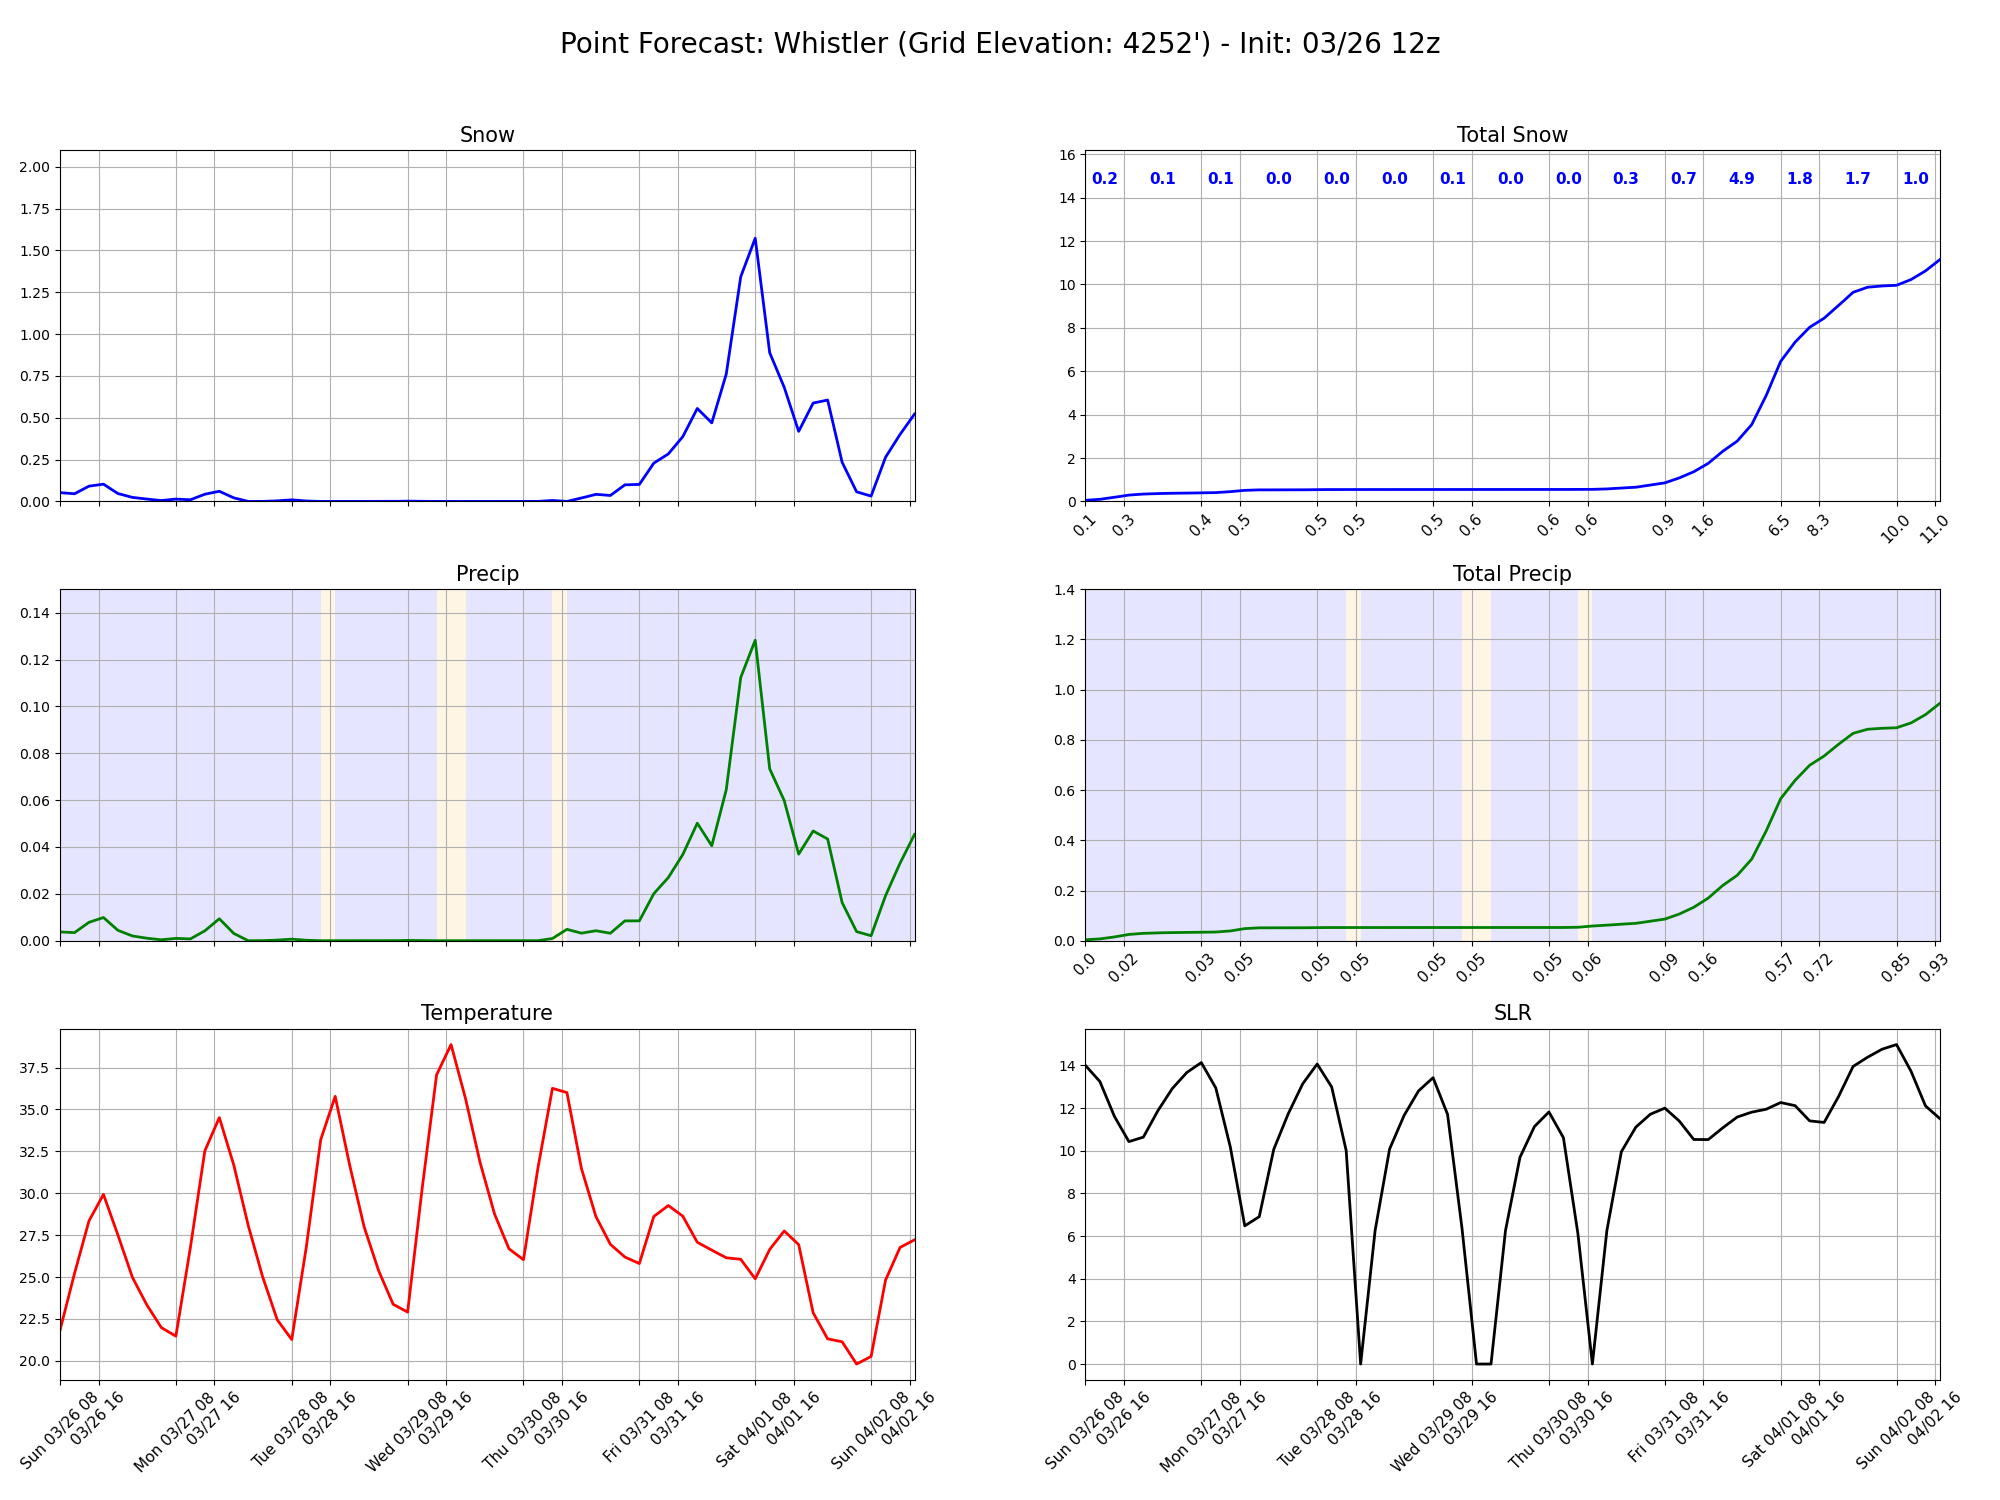 Point Forecast: Whistler (Grid Elevation: 4252') - Init: 03/26 12z
Snow
2.00
1.75
1.50
1.25
1.00
0.75
0.50
0.25
0.00
Total Snow
16
14
12
10
8
6
4
2
0
0.2 0.1 0.1 0.0 0.0 0.0 0.1 0.0 0.0 0.3 0.7 4.9 1.8 1.7 1.0
0.1 0.3 0.4 0.5 0.5 0.5 0.5 0.6 0.6 0.6 0.9 1.6 6.5 8.3 10.0 11.0
Precip
0.14
0.12
0.10
0.08
0.06
0.04
0.02
0.00
Total Precip
1.4
1.2
1.0
0.8
0.6
0.4
0.2
0.0
0.0 0.02 0.03 0.05 0.05 0.05 0.05 0.05 0.05 0.06 0.09 0.16 0.57 0.72 0.85 0.93
Temperature
37.5
35.0
32.5
30.0
27.5
25.0
22.5
20.0
Sun 03/26 08
03/26 16
Mon 03/27 08
03/27 16
Tue 03/28 08
03/28 16
Wed 03/29 08
03/29 16
Thu 03/30 08
03/30 16
Fri 03/31 08
03/31 16
Sat 04/01 08
04/01 16
Sun 04/02 08
04/02 16
SLR
14
12
10
8
6
4
2
0
Sun 03/26 08
03/26 16
Mon 03/27 08
03/27 16
Tue 03/28 08
03/28 16
Wed 03/29 08
03/29 16
Thu 03/30 08
03/30 16
Fri 03/31 08
03/31 16
Sat 04/01 08
04/01 16
Sun 04/02 08
04/02 16